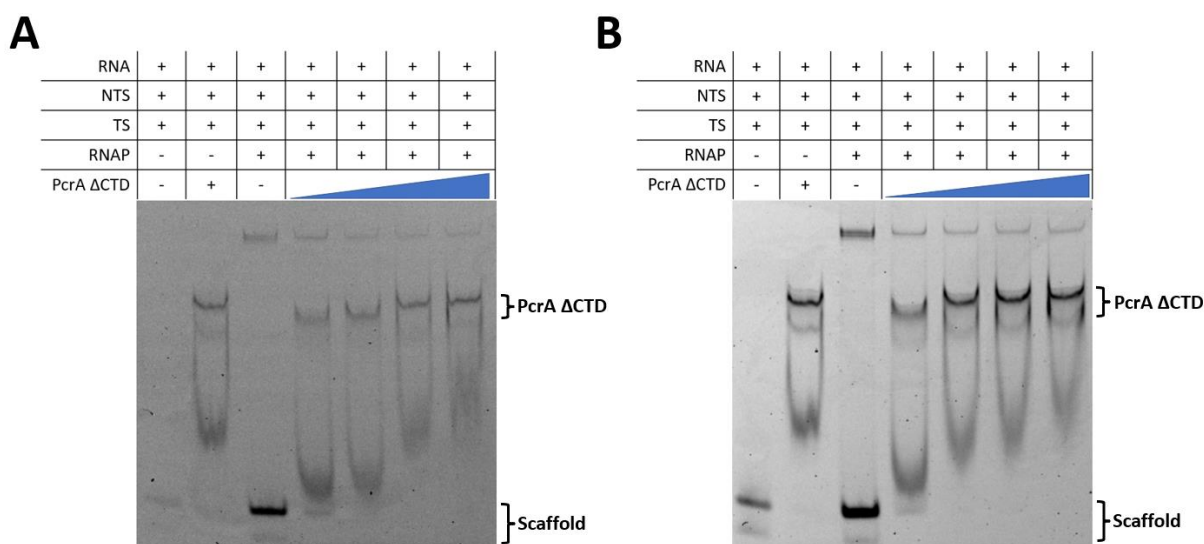 A
RNA + + + + + + +
NTS + + + + + + +
TS + + + + + + +
RNAP - - + + + + +
PcrA ΔCTD - + -
PcrA ΔCTD
Scaffold
B
RNA + + + + + + +
NTS + + + + + + +
TS + + + + + + +
RNAP - - + + + + +
PcrA ΔCTD - + -
PcrA ΔCTD
Scaffold